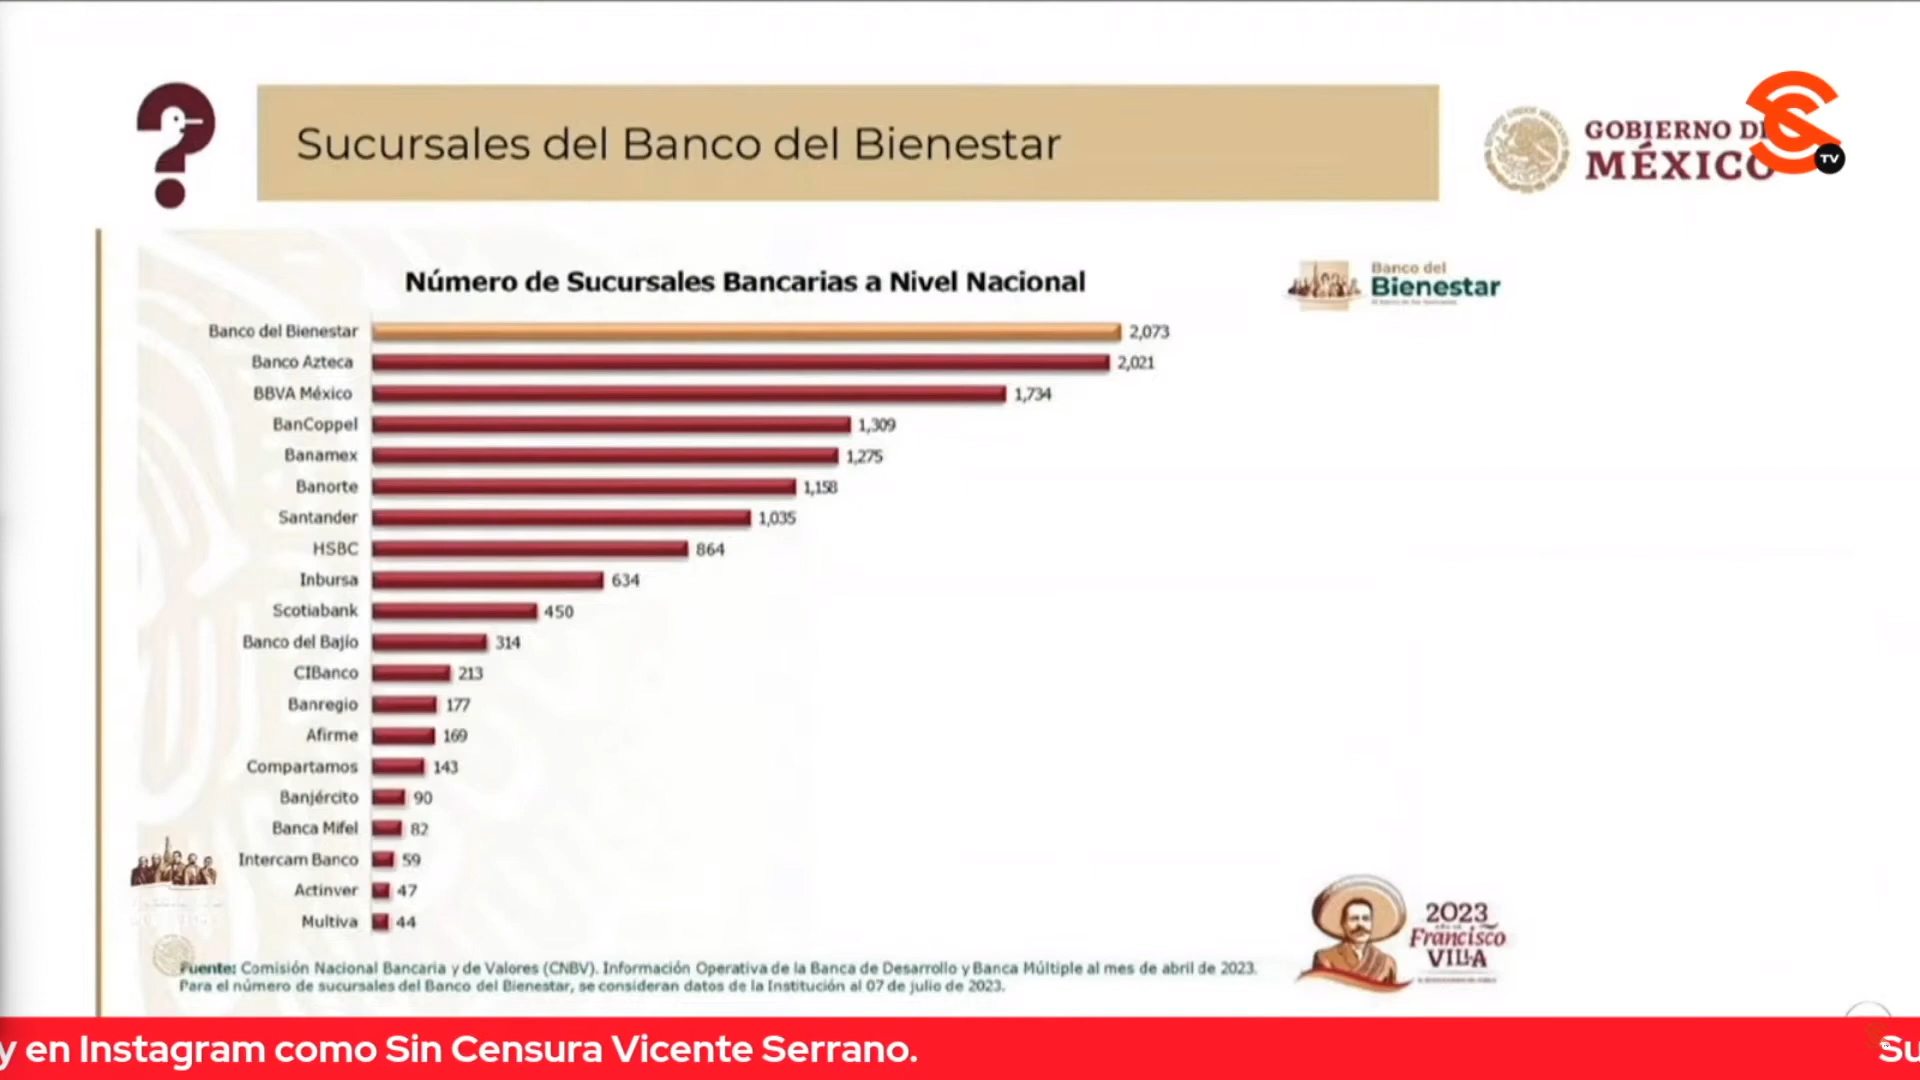 Sucursales del Banco del Bienestar
GOBIERNO DE
MÉXICO
TV
Número de Sucursales Bancarias a Nivel Nacional
Banco del
Bienestar
Banco del Bienestar 2,073
Banco Azteca 2,021
BBVA México 1,734
BanCoppel 1,309
Banamex 1,275
Banorte 1,158
Santander 1,035
HSBC 864
Inbursa 634
Scotiabank 450
Banco del Bajío 314
CIBanco 213
Banregio 177
Afirme 169
Compartamos 143
Banjército 90
Banca Mifel 82
Intercam Banco 59
Actinver 47
Multiva 44
2023
Francisco
VILLA
Fuente: Comisión Nacional Bancaria y de Valores (CNBV). Información Operativa de la Banca de Desarrollo y Banca Múltiple al mes de abril de 2023.
Para el número de sucursales del Banco del Bienestar, se consideran datos de la Institución al 07 de julio de 2023.
y en Instagram como Sin Censura Vicente Serrano. Su